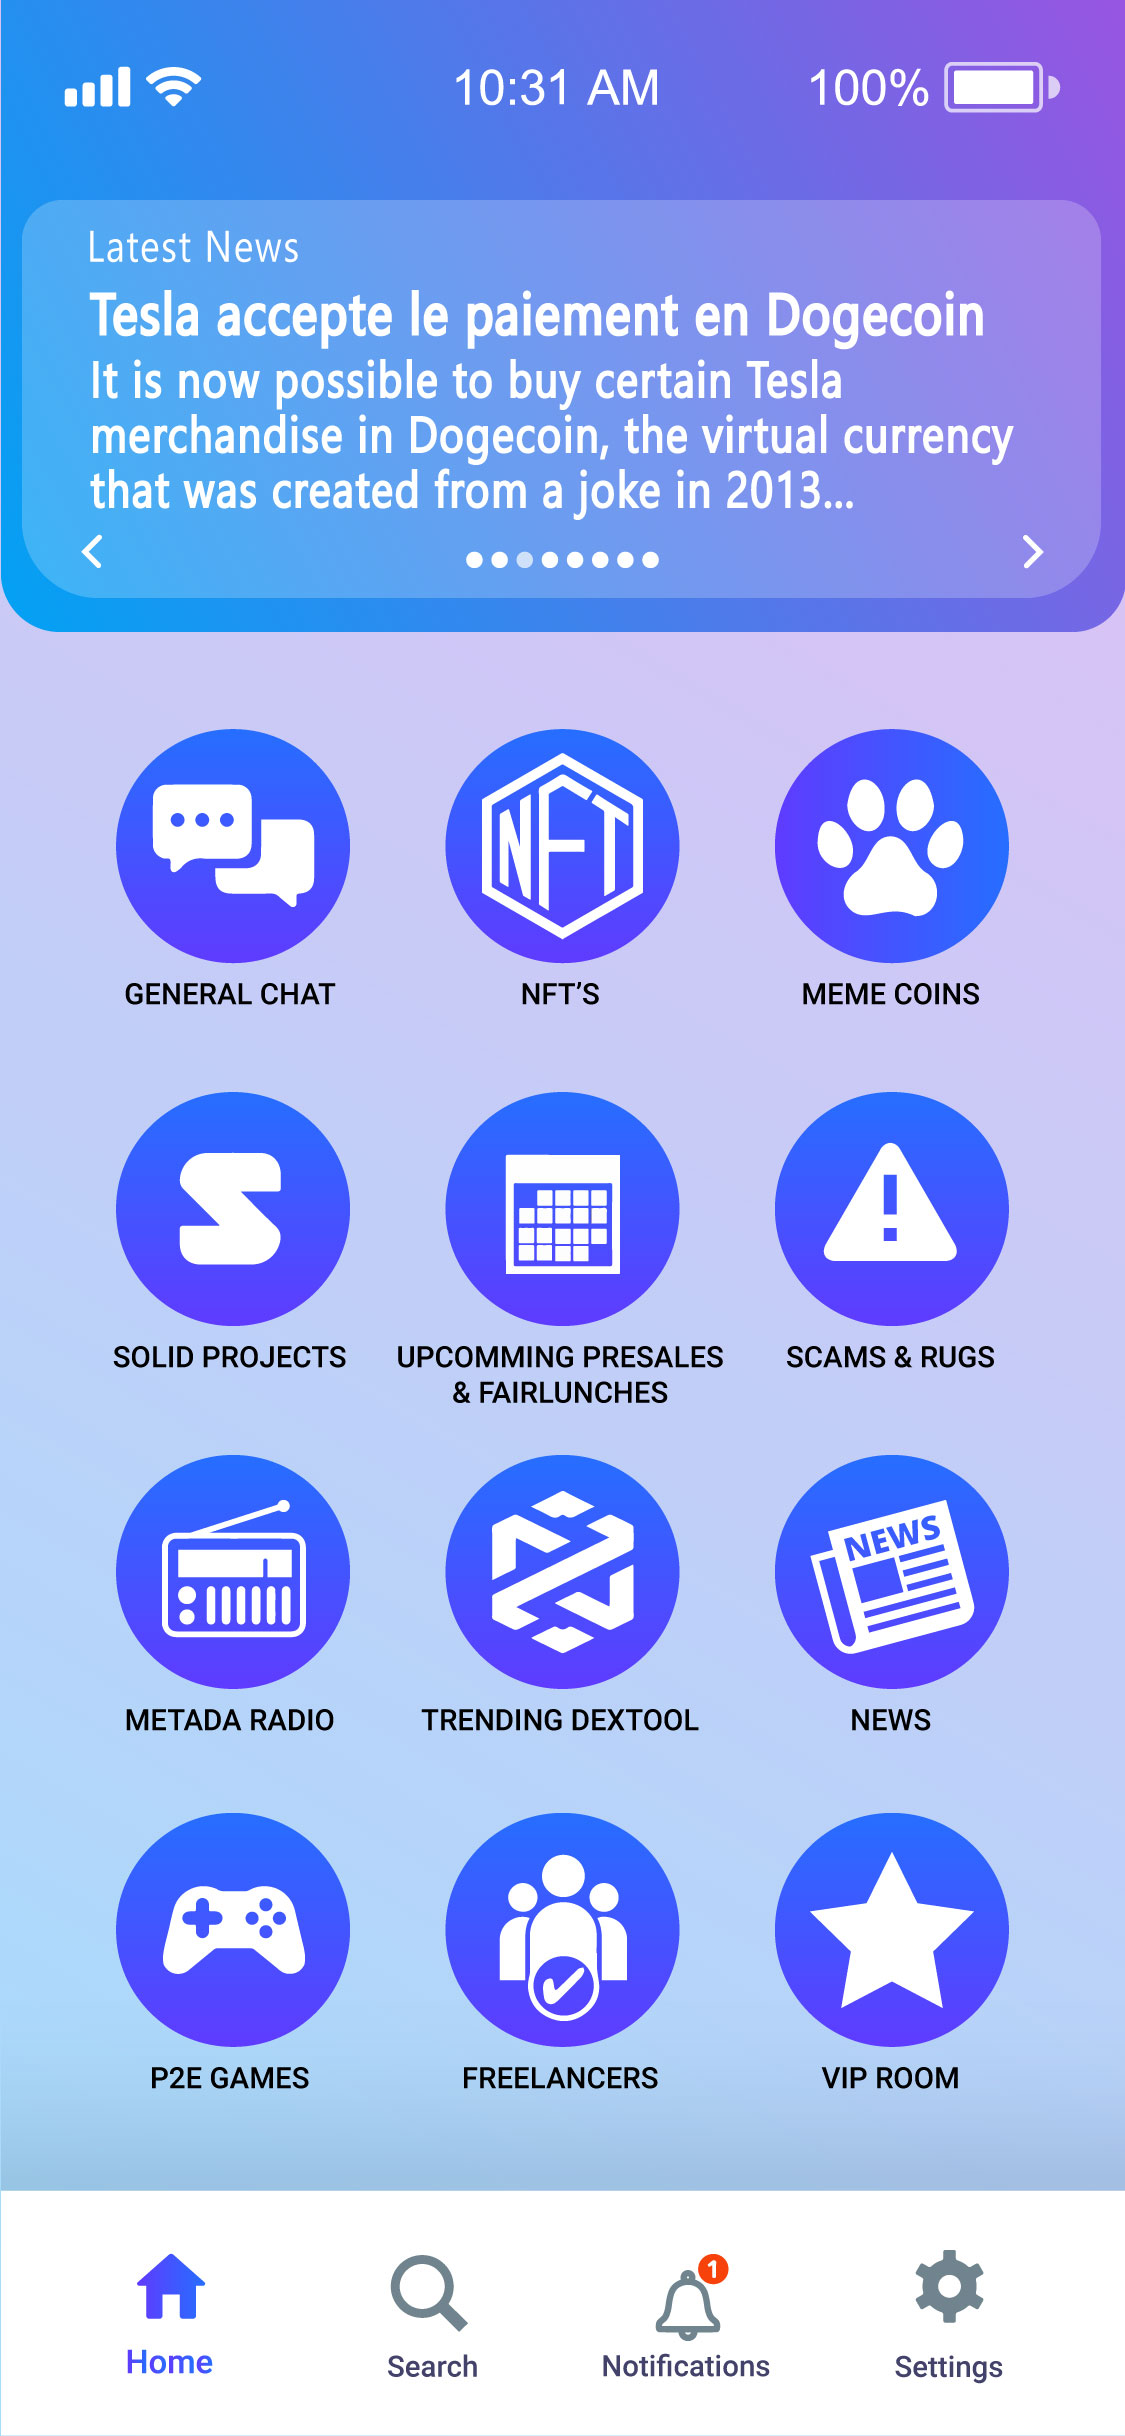 10:31 AM 100%
Latest News
Tesla accepte le paiement en Dogecoin
It is now possible to buy certain Tesla
merchandise in Dogecoin, the virtual currency
that was created from a joke in 2013...
NFT
GENERAL CHAT NFT’S MEME COINS
S
SOLID PROJECTS UPCOMMING PRESALES SCAMS & RUGS
& FAIRLUNCHES
NEWS
METADA RADIO TRENDING DEXTOOL NEWS
P2E GAMES FREELANCERS VIP ROOM
1
Home Search Notifications Settings